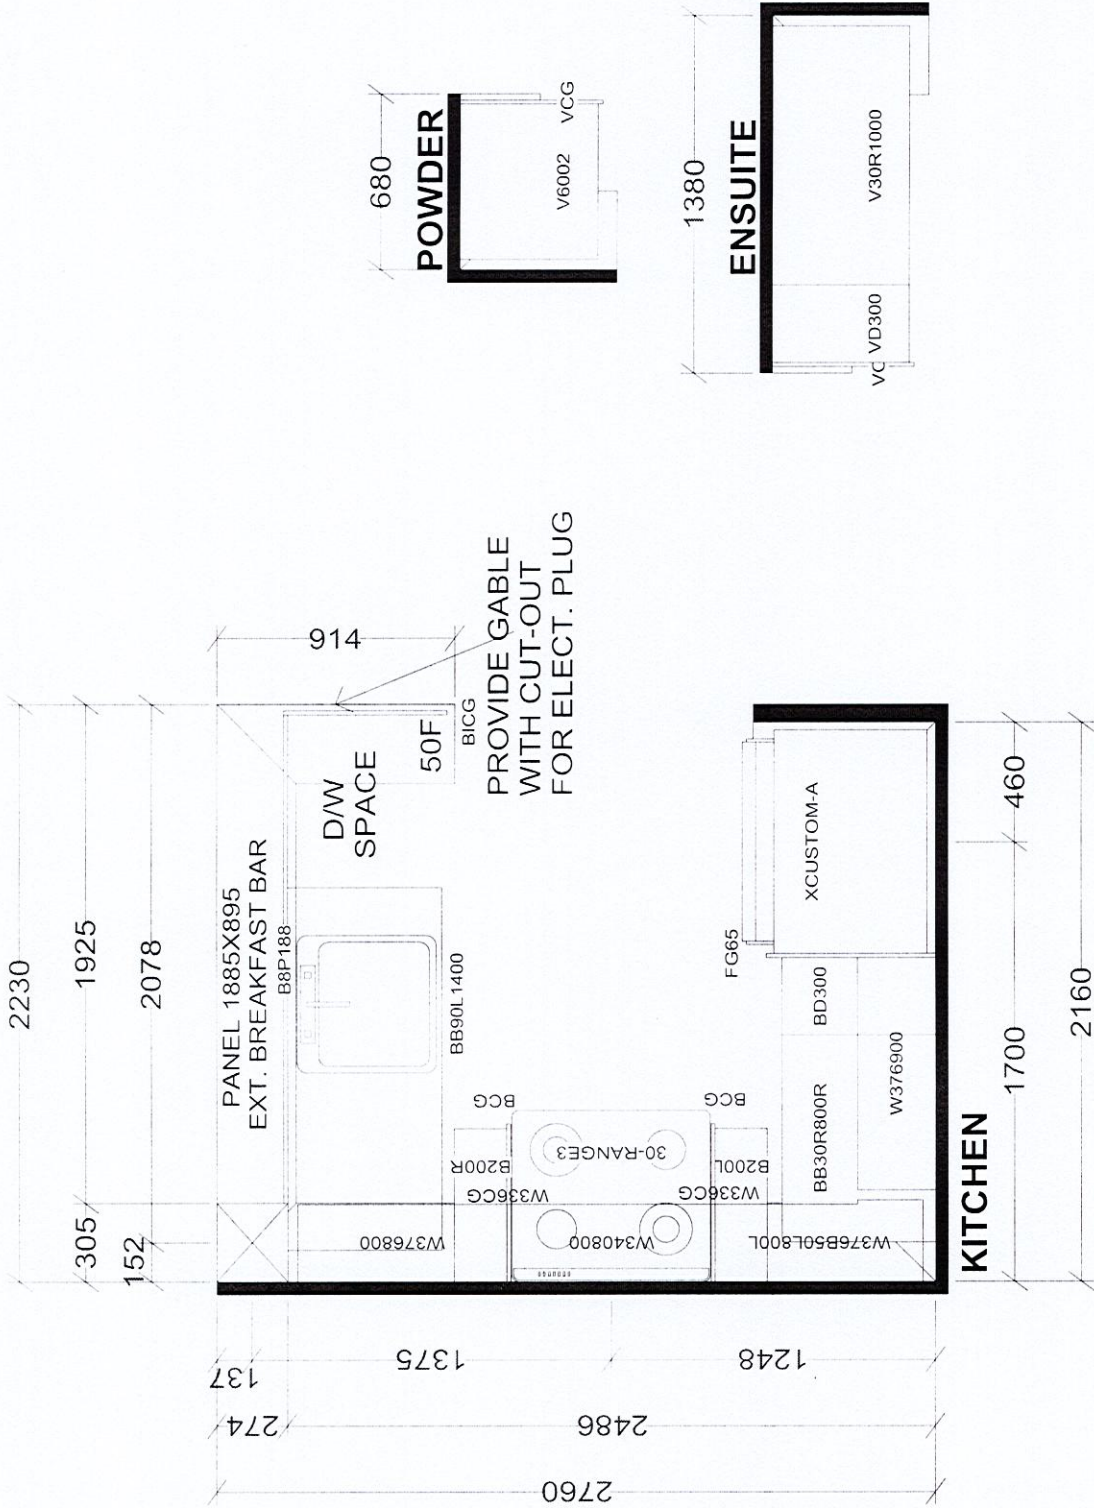 2230
1925
305
2078
152
PANEL 1885X895
EXT. BREAKFAST BAR
B8P188
914
D/W
SPACE
50F
BICG
PROVIDE GABLE
WITH CUT-OUT
FOR ELECT. PLUG
BB90L1400
BCG
B200R
W336CG
W376800
30-RANGE3
W340800
BCG
B200L
W336CG
W376B50L800L
BB30R800R
BD300
W376900
FG65
XCUSTOM-A
KITCHEN
460
1700
2160
137
1375
1248
274
2486
2760
680
POWDER
V6002
VCG
1380
ENSUITE
V30R1000
VD300
VC